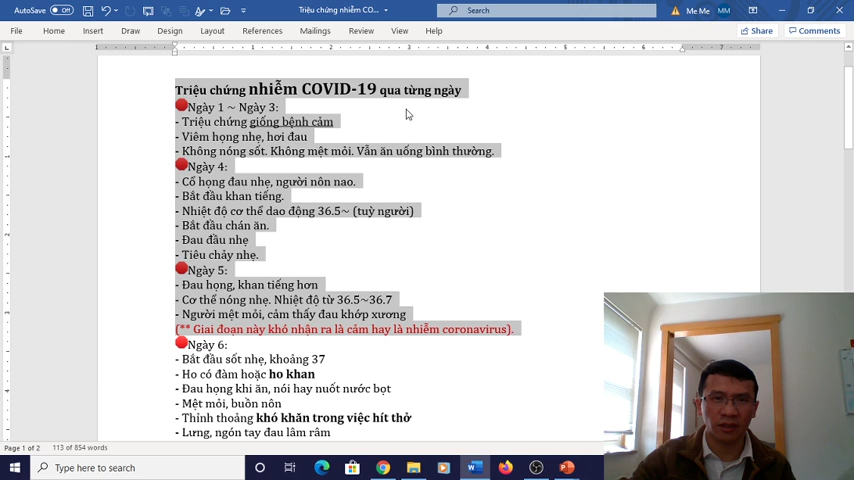 AutoSave Off
Triệu chứng nhiễm CO...
Search
Me Me
MM
File Home Insert Draw Design Layout References Mailings Review View Help
Share
Comments
Triệu chứng nhiễm COVID-19 qua từng ngày
Ngày 1 ~ Ngày 3:
- Triệu chứng giống bệnh cảm
- Viêm họng nhẹ, hơi đau
- Không nóng sốt. Không mệt mỏi. Vẫn ăn uống bình thường.
Ngày 4:
- Cổ họng đau nhẹ, người nôn nao.
- Bắt đầu khan tiếng.
- Nhiệt độ cơ thể dao động 36.5~ (tuỳ người)
- Bắt đầu chán ăn.
- Đau đầu nhẹ
- Tiêu chảy nhẹ.
Ngày 5:
- Đau họng, khan tiếng hơn
- Cơ thể nóng nhẹ. Nhiệt độ từ 36.5~36.7
- Người mệt mỏi, cảm thấy đau khớp xương
(** Giai đoạn này khó nhận ra là cảm hay là nhiễm coronavirus).
Ngày 6:
- Bắt đầu sốt nhẹ, khoảng 37
- Ho có đàm hoặc ho khan
- Đau họng khi ăn, nói hay nuốt nước bọt
- Mệt mỏi, buồn nôn
- Thỉnh thoảng khó khăn trong việc hít thở
- Lưng, ngón tay đau lâm râm
Page 1 of 2 113 of 854 words
Type here to search